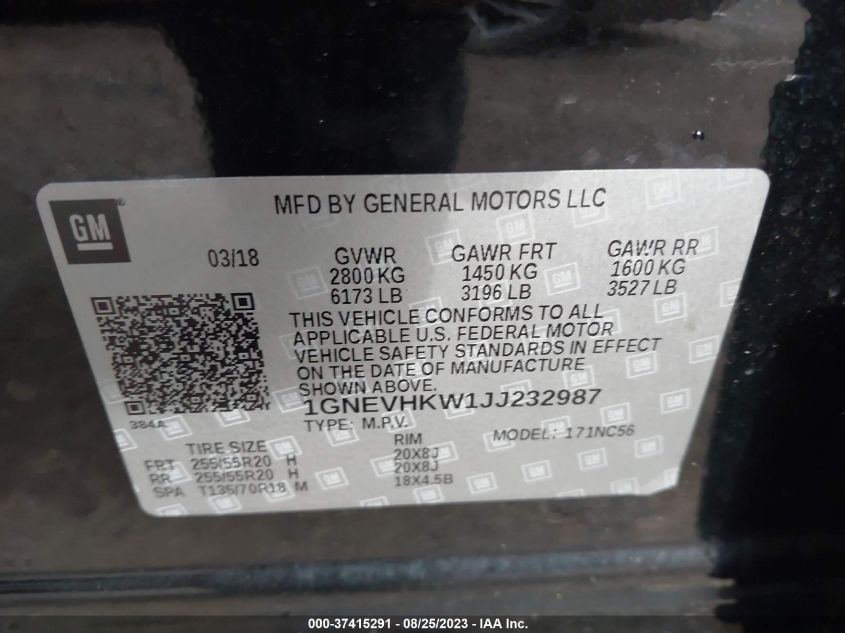 MFD BY GENERAL MOTORS LLC
GM
®
03/18 GVWR GAWR FRT GAWR RR
2800 KG 1450 KG 1600 KG
6173 LB 3196 LB 3527 LB
THIS VEHICLE CONFORMS TO ALL
APPLICABLE U.S. FEDERAL MOTOR
VEHICLE SAFETY STANDARDS IN EFFECT
ON THE DATE OF MANUFACTURE
SHOWN ABOVE.
1GNEVHKW1JJ232987
384A
TYPE: M.P.V. MODEL: 171NC56
TIRE SIZE RIM
FRT 255/55R20 H 20X8J
RR 255/55R20 H 20X8J
SPA T135/70R18 M 18X4.5B
000-37415291 - 08/25/2023 - IAA Inc.